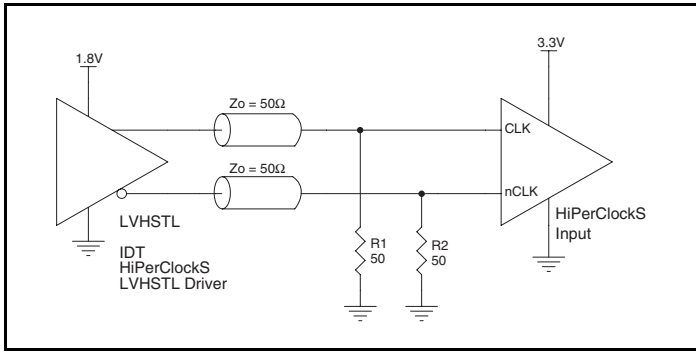 1.8V
3.3V
Zo = 50Ω
CLK
Zo = 50Ω
nCLK
LVHSTL
IDT
HiPerClockS
LVHSTL Driver
R1
50
R2
50
HiPerClockS
Input